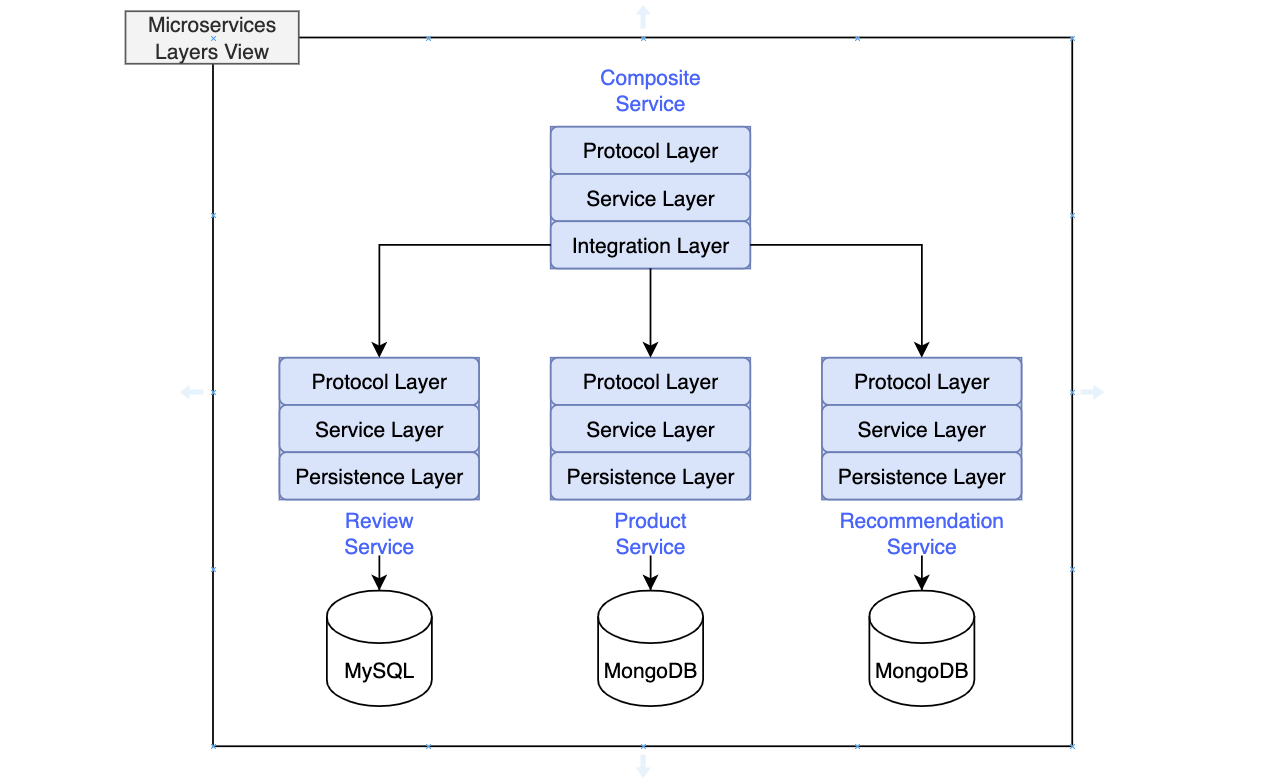 Microservices
Layers View
Composite
Service
Protocol Layer
Service Layer
Integration Layer
Protocol Layer
Service Layer
Persistence Layer
Review
Service
MySQL
Protocol Layer
Service Layer
Persistence Layer
Product
Service
MongoDB
Protocol Layer
Service Layer
Persistence Layer
Recommendation
Service
MongoDB